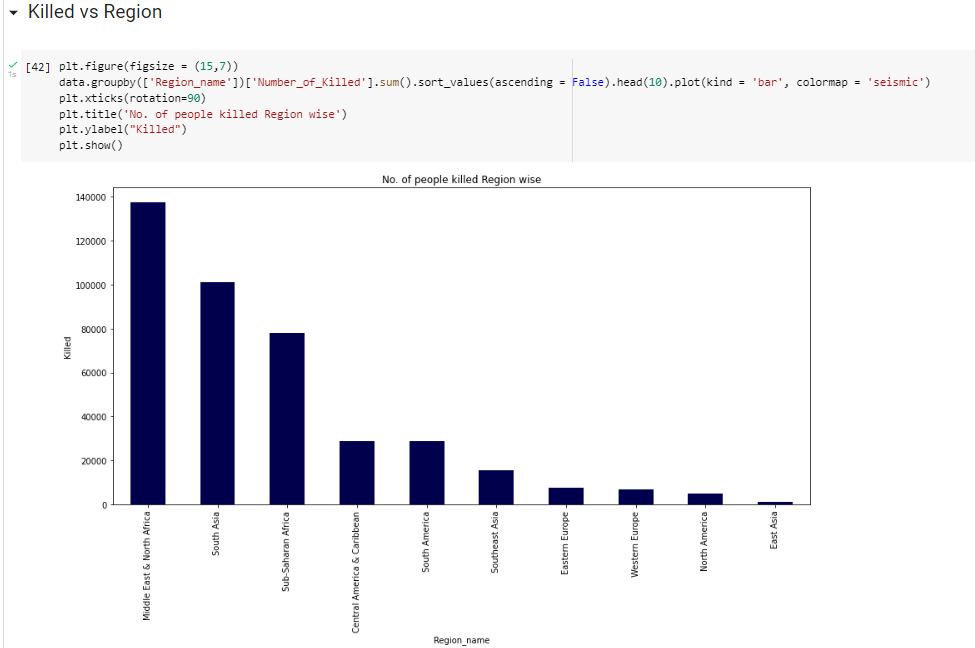 Killed vs Region
[42] plt.figure(figsize = (15,7))
1s
data.groupby(['Region_name'])['Number_of_Killed'].sum().sort_values(ascending = False).head(10).plot(kind = 'bar', colormap = 'seismic')
plt.xticks(rotation=90)
plt.title('No. of people killed Region wise')
plt.ylabel("Killed")
plt.show()
No. of people killed Region wise
140000
120000
100000
80000
60000
40000
20000
0
Killed
Middle East & North Africa
South Asia
Sub-Saharan Africa
Central America & Caribbean
South America
Southeast Asia
Eastern Europe
Western Europe
North America
East Asia
Region_name